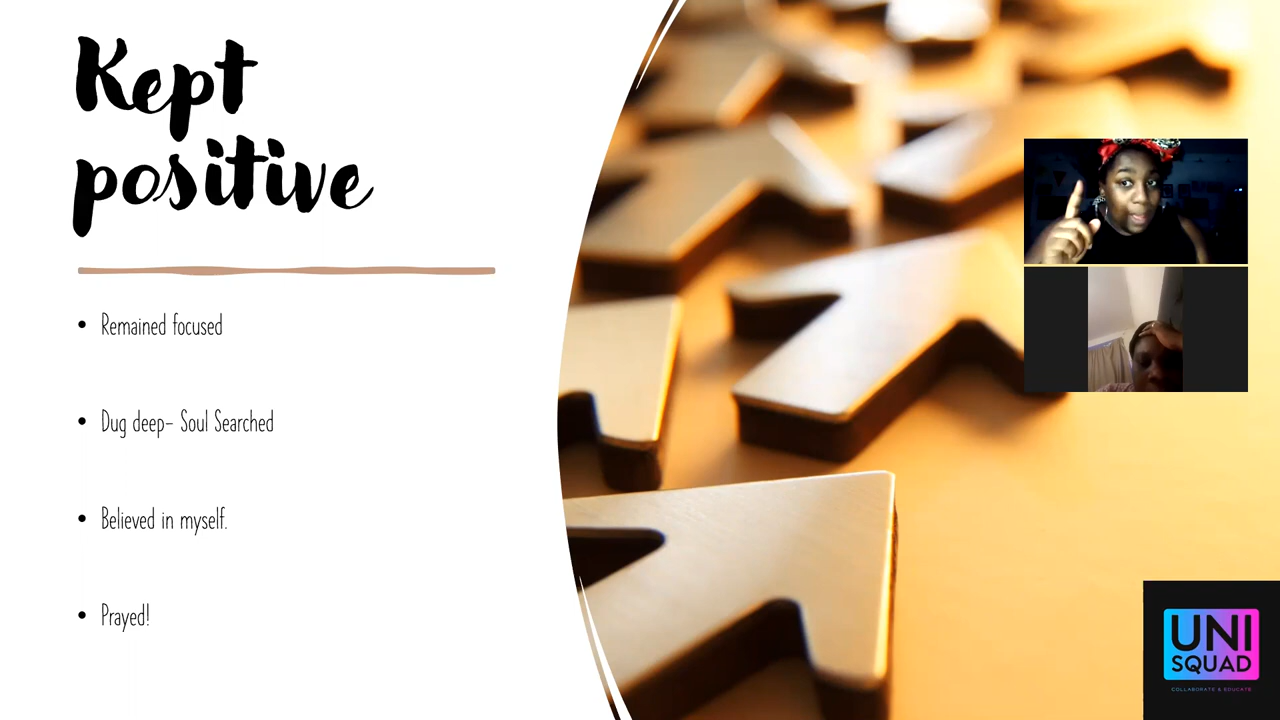 Kept
positive
• Remained focused
• Dug deep- Soul Searched
• Believed in myself.
• Prayed!
UNI
SQUAD
COLLABORATE & EDUCATE